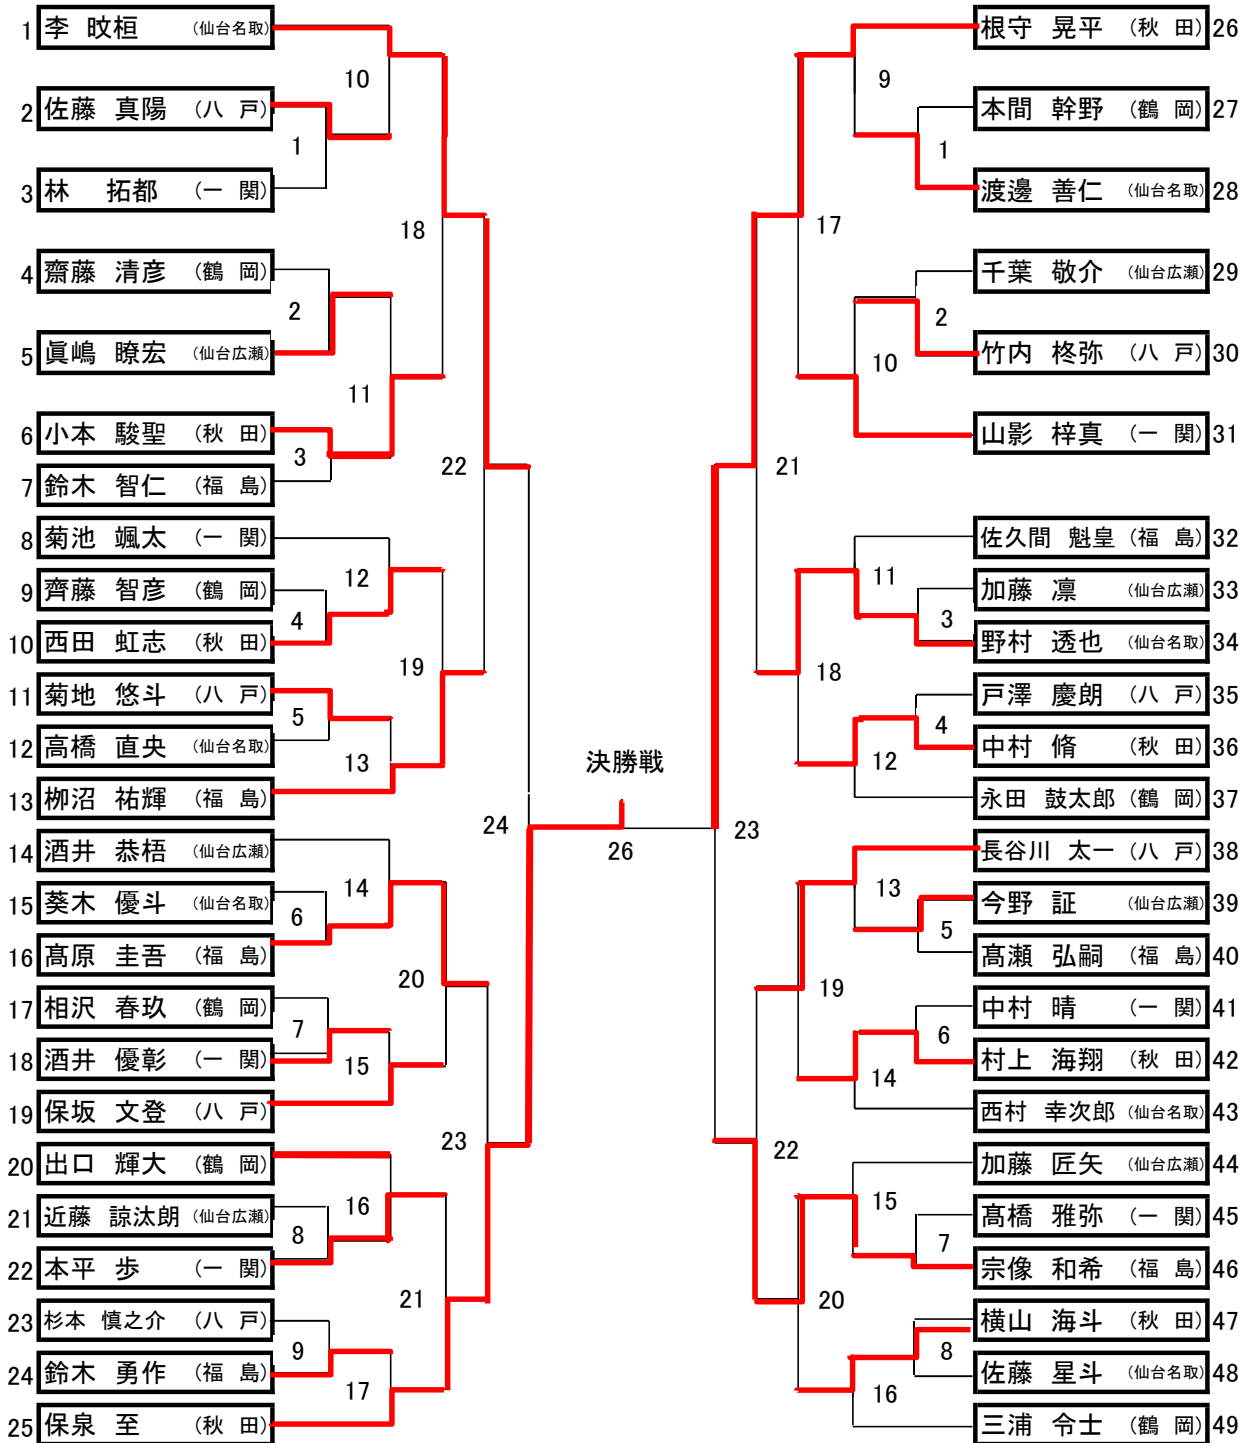 1 李 旼桓 (仙台名取)
10
2 佐藤 真陽 (八 戸)
1
3 林 拓都 (一 関)
18
4 齋藤 清彦 (鶴 岡)
2
5 眞嶋 瞭宏 (仙台広瀬)
11
6 小本 駿聖 (秋 田)
3
7 鈴木 智仁 (福 島)
22
8 菊池 颯太 (一 関)
12
9 齊藤 智彦 (鶴 岡)
4
10 西田 虹志 (秋 田)
19
11 菊地 悠斗 (八 戸)
5
12 高橋 直央 (仙台名取)
13
13 栁沼 祐輝 (福 島)
24
14 酒井 恭梧 (仙台広瀬)
14
15 葵木 優斗 (仙台名取)
6
16 髙原 圭吾 (福 島)
20
17 相沢 春玖 (鶴 岡)
7
18 酒井 優彰 (一 関)
15
19 保坂 文登 (八 戸)
23
20 出口 輝大 (鶴 岡)
16
21 近藤 諒汰朗 (仙台広瀬)
8
22 本平 歩 (一 関)
21
23 杉本 慎之介 (八 戸)
9
24 鈴木 勇作 (福 島)
17
25 保泉 至 (秋 田)
決勝戦
26
根守 晃平 (秋 田) 26
9
本間 幹野 (鶴 岡) 27
1
渡邊 善仁 (仙台名取) 28
17
千葉 敬介 (仙台広瀬) 29
2
竹内 柊弥 (八 戸) 30
10
山影 梓真 (一 関) 31
21
佐久間 魁皇 (福 島) 32
11
加藤 凛 (仙台広瀬) 33
3
野村 透也 (仙台名取) 34
18
戸澤 慶朗 (八 戸) 35
4
中村 脩 (秋 田) 36
12
永田 鼓太郎 (鶴 岡) 37
23
長谷川 太一 (八 戸) 38
13
今野 証 (仙台広瀬) 39
5
髙瀬 弘嗣 (福 島) 40
19
中村 晴 (一 関) 41
6
村上 海翔 (秋 田) 42
14
西村 幸次郎 (仙台名取) 43
22
加藤 匠矢 (仙台広瀬) 44
15
髙橋 雅弥 (一 関) 45
7
宗像 和希 (福 島) 46
20
横山 海斗 (秋 田) 47
8
佐藤 星斗 (仙台名取) 48
16
三浦 令士 (鶴 岡) 49